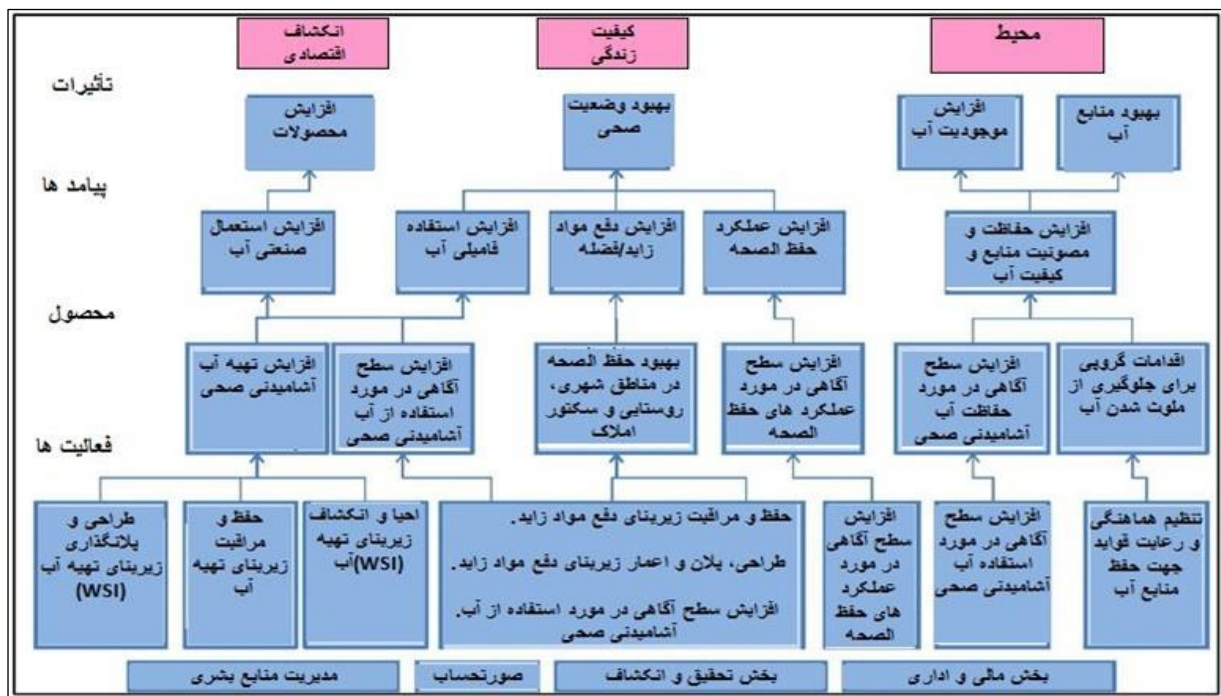 محیط
کیفیت
زندگی
انکشاف
اقتصادی
تأثیرات
بهبود منابع
آب
افزایش
موجودیت آب
بهبود وضعیت
صحی
افزایش
محصولات
پیامد ها
افزایش حفاظت و
مصونیت منابع و
کیفیت آب
افزایش عملکرد
حفظ الصحه
افزایش دفع مواد
زاید/فضله
افزایش استفاده
فامیلی آب
افزایش استعمال
صنعتی آب
محصول
اقدامات گروپی
برای جلوگیری از
ملوث شدن آب
افزایش سطح
آگاهی در مورد
حفاظت آب
آشامیدنی صحی
افزایش سطح
آگاهی در مورد
عملکرد های حفظ
الصحه
بهبود حفظ الصحه
در مناطق شهری،
روستایی و سکتور
املاک
افزایش سطح
آگاهی در مورد
استفاده از آب
آشامیدنی صحی
افزایش تهیه آب
آشامیدنی صحی
فعالیت ها
تنظیم هماهنگی
و رعایت قواید
جهت حفظ
منابع آب
افزایش سطح
آگاهی در مورد
استفاده آب
آشامیدنی صحی
افزایش
سطح آگاهی
در مورد
عملکرد
های حفظ
الصحه
حفظ و مراقبت زیربنای دفع مواد زاید.
طراحی، پلان و اعمار زیربنای دفع مواد زاید.
افزایش سطح آگاهی در مورد استفاده از آب.
آشامیدنی صحی
احیا و انکشاف
زیربنای تهیه
آب(WSI)
حفظ و
مراقبت
زیربنای تهیه
آب
طراحی و
پلانگذاری
زیربنای تهیه آب
(WSI)
بخش مالی و اداری
بخش تحقیق و انکشاف
صورتحساب
مدیریت منابع بشری